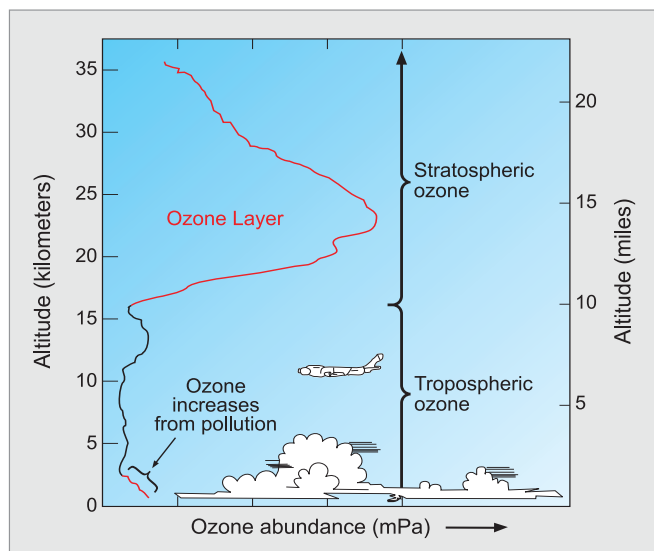 35
30
25
20
15
10
5
0
Altitude (kilometers)
Ozone Layer
Ozone
increases
from pollution
Stratospheric
ozone
Tropospheric
ozone
20
15
10
5
Altitude (miles)
Ozone abundance (mPa)